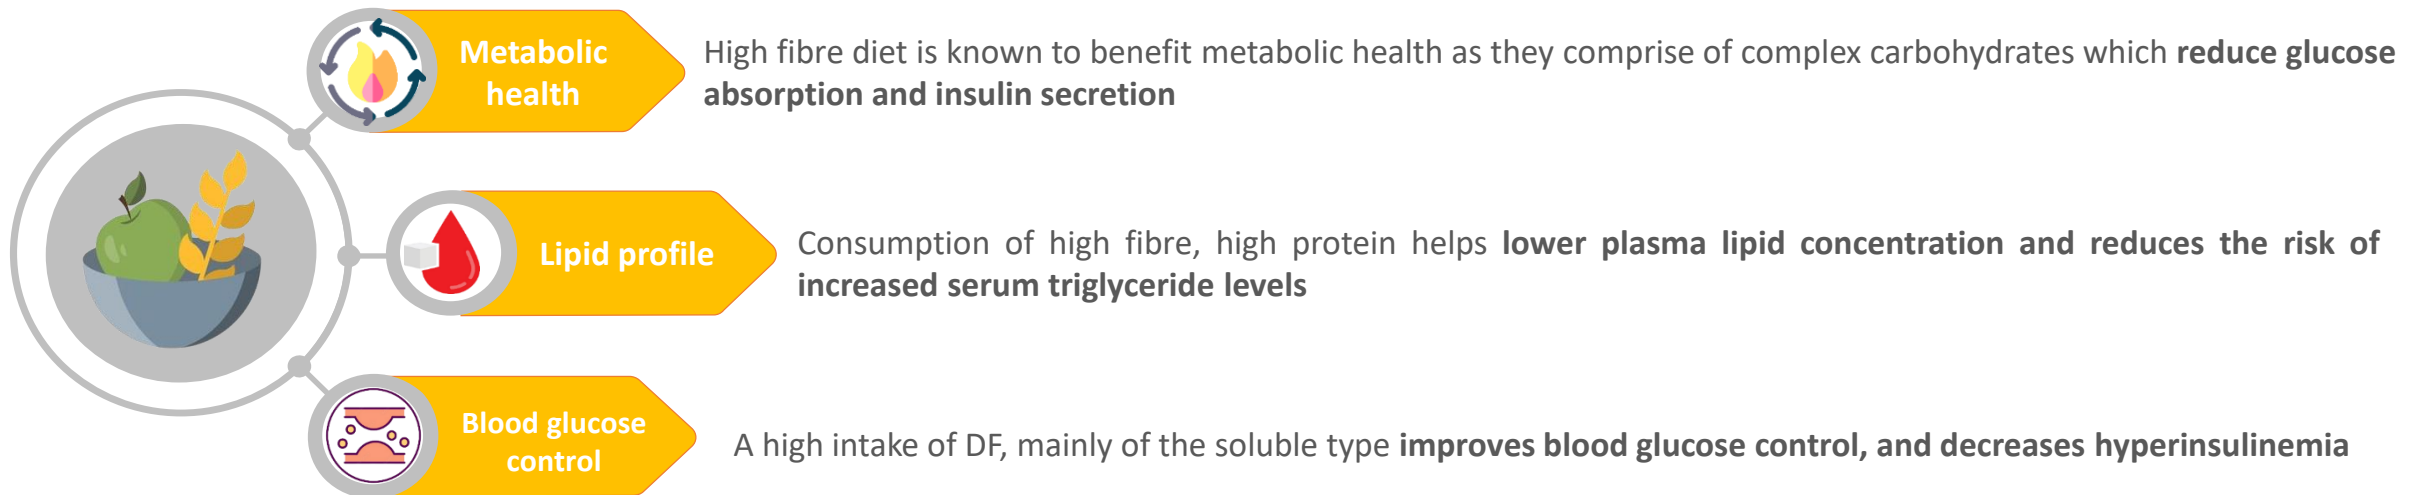 Metabolic
health
High fibre diet is known to benefit metabolic health as they comprise of complex carbohydrates which reduce glucose
absorption and insulin secretion
Lipid profile
Consumption of high fibre, high protein helps lower plasma lipid concentration and reduces the risk of
increased serum triglyceride levels
Blood glucose
control
A high intake of DF, mainly of the soluble type improves blood glucose control, and decreases hyperinsulinemia